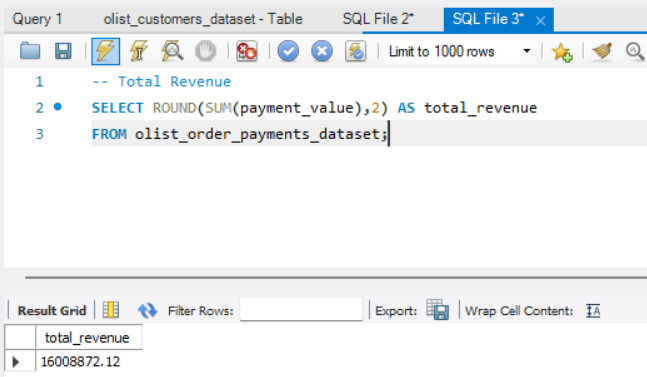 Query 1 olist_customers_dataset - Table SQL File 2* SQL File 3* ×
Limit to 1000 rows
1 -- Total Revenue
2 SELECT ROUND(SUM(payment_value),2) AS total_revenue
3 FROM olist_order_payments_dataset;
Result Grid Filter Rows: Export: Wrap Cell Content: IA
total_revenue
16008872.12